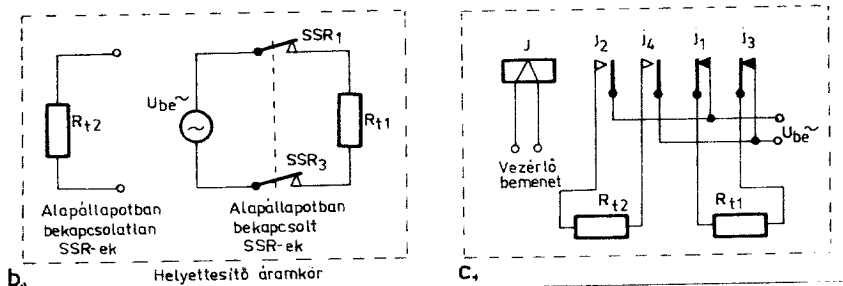 SSR1
Ube~
~
Rt2
Rt1
SSR3
Alapállapotban
bekapcsolatlan
SSR-ek
Alapállapotban
bekapcsolt
SSR-ek
b,
Helyettesítő áramkör
J
j2
j4
j1
j3
Ube~
Vezérlő
bemenet
Rt2
Rt1
c,